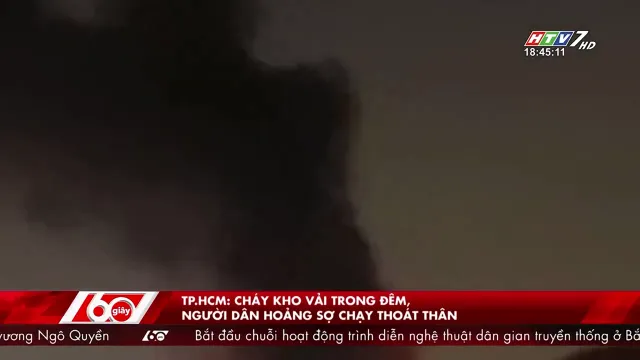 HTV7 HD
18:45:11
60 giây
TP.HCM: CHÁY KHO VẢI TRONG ĐÊM,
NGƯỜI DÂN HOẢNG SỢ CHẠY THOÁT THÂN
vương Ngô Quyền 60 Bắt đầu chuỗi hoạt động trình diễn nghệ thuật dân gian truyền thống ở Bắ